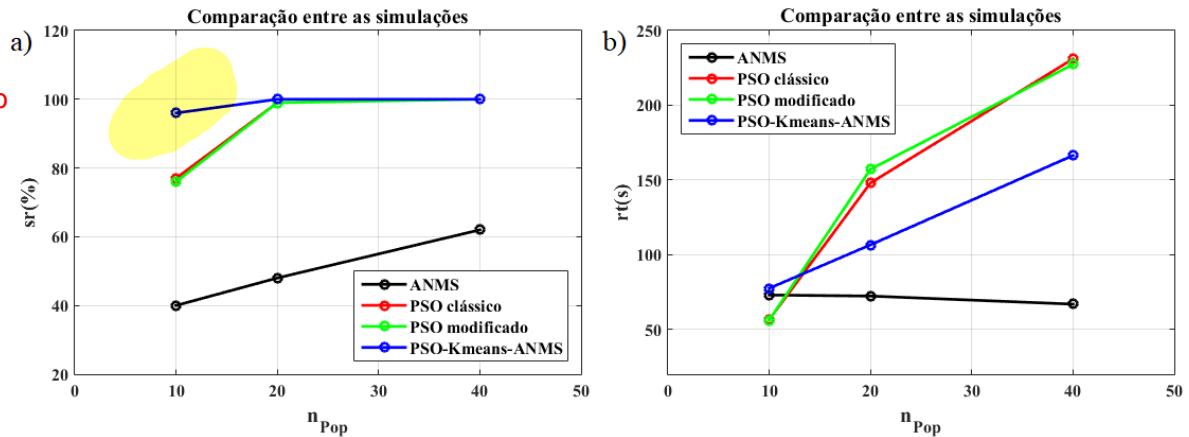 Comparação entre as simulações
a)
120
100
80
60
40
20
sr(%)
ANMS
PSO clássico
PSO modificado
PSO-Kmeans-ANMS
0 10 20 30 40 50
n_Pop
o
Comparação entre as simulações
b)
250
200
150
100
50
rt(s)
ANMS
PSO clássico
PSO modificado
PSO-Kmeans-ANMS
0 10 20 30 40 50
n_Pop